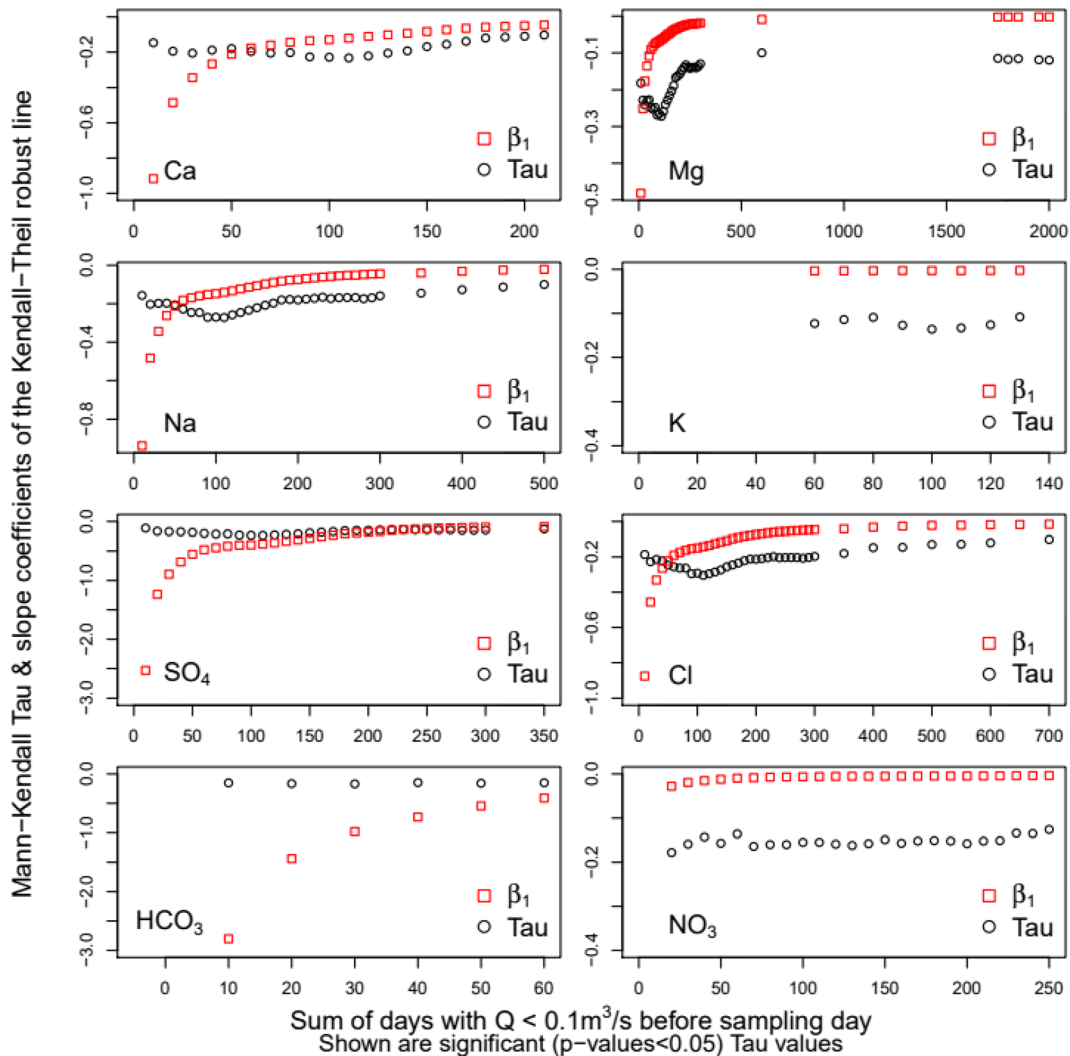 Mann−Kendall Tau & slope coefficients of the Kendall−Theil robust line
−0.2
−0.6
−1.0
Ca
β1
Tau
0 50 100 150 200
−0.1
−0.3
−0.5
Mg
β1
Tau
0 500 1000 1500 2000
0.0
−0.4
−0.8
Na
β1
Tau
0 100 200 300 400 500
0.0
−0.2
−0.4
K
β1
Tau
0 20 40 60 80 100 120 140
0.0
−1.0
−2.0
−3.0
SO4
β1
Tau
0 50 100 150 200 250 300 350
−0.2
−0.6
−1.0
Cl
β1
Tau
0 100 200 300 400 500 600 700
0.0
−1.0
−2.0
−3.0
HCO3
β1
Tau
0 10 20 30 40 50 60
0.0
−0.2
−0.4
NO3
β1
Tau
0 50 100 150 200 250
Sum of days with Q < 0.1m³/s before sampling day
Shown are significant (p−values<0.05) Tau values